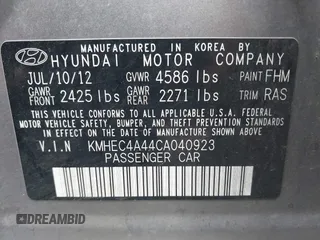 MANUFACTURED IN KOREA BY
HYUNDAI MOTOR COMPANY
JUL/10/12 GVWR 4586 lbs PAINT FHM
GAWR FRONT 2425 lbs GAWR REAR 2271 lbs TRIM RAS
THIS VEHICLE CONFORMS TO ALL APPLICABLE U.S.A. FEDERAL
MOTOR VEHICLE SAFETY, BUMPER, AND THEFT PREVENTION
STANDARDS IN EFFECT ON THE DATE OF MANUFACTURE SHOWN ABOVE.
V.I.N KMHEC4A44CA040923
PASSENGER CAR
@DREAMBID